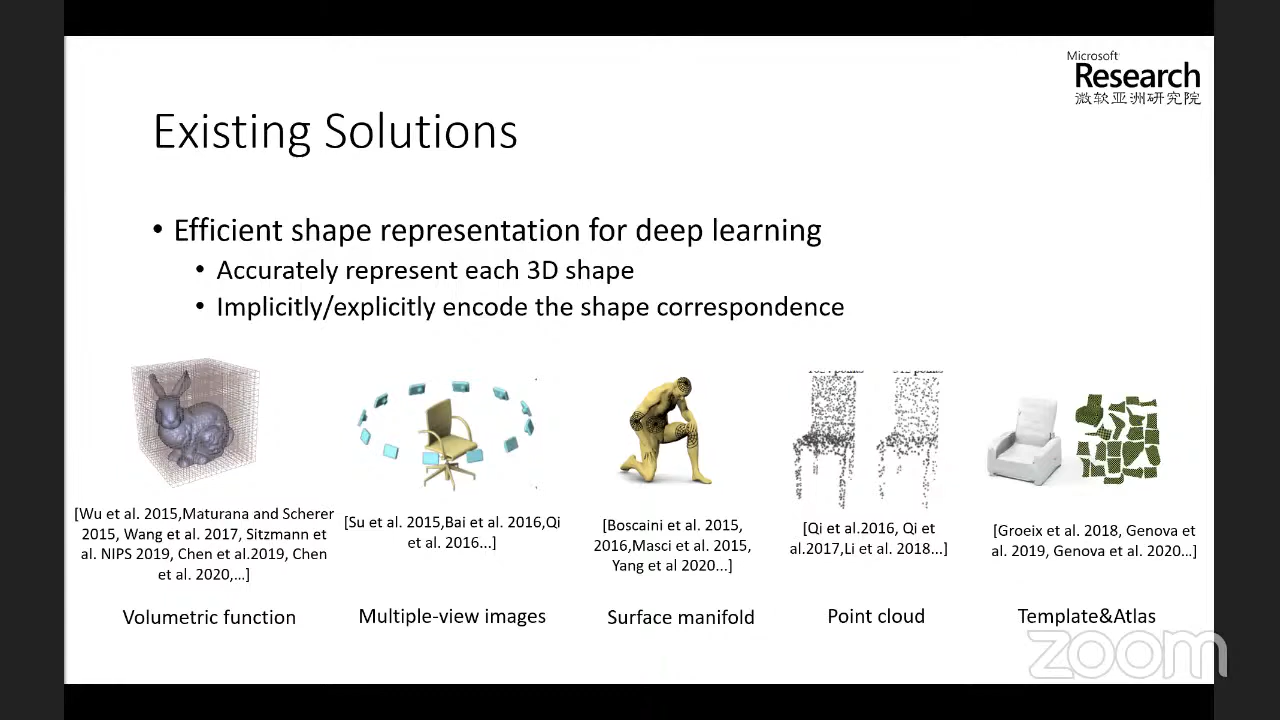 Microsoft
Research
微软亚洲研究院
Existing Solutions
• Efficient shape representation for deep learning
• Accurately represent each 3D shape
• Implicitly/explicitly encode the shape correspondence
1024 points
512 points
[Wu et al. 2015,Maturana and Scherer
2015, Wang et al. 2017, Sitzmann et
al. NIPS 2019, Chen et al.2019, Chen
et al. 2020,…]
[Su et al. 2015,Bai et al. 2016,Qi
et al. 2016...]
[Boscaini et al. 2015,
2016,Masci et al. 2015,
Yang et al 2020...]
[Qi et al.2016, Qi et
al.2017,Li et al. 2018...]
[Groeix et al. 2018, Genova et
al. 2019, Genova et al. 2020…]
Volumetric function
Multiple-view images
Surface manifold
Point cloud
Template&Atlas
zoom